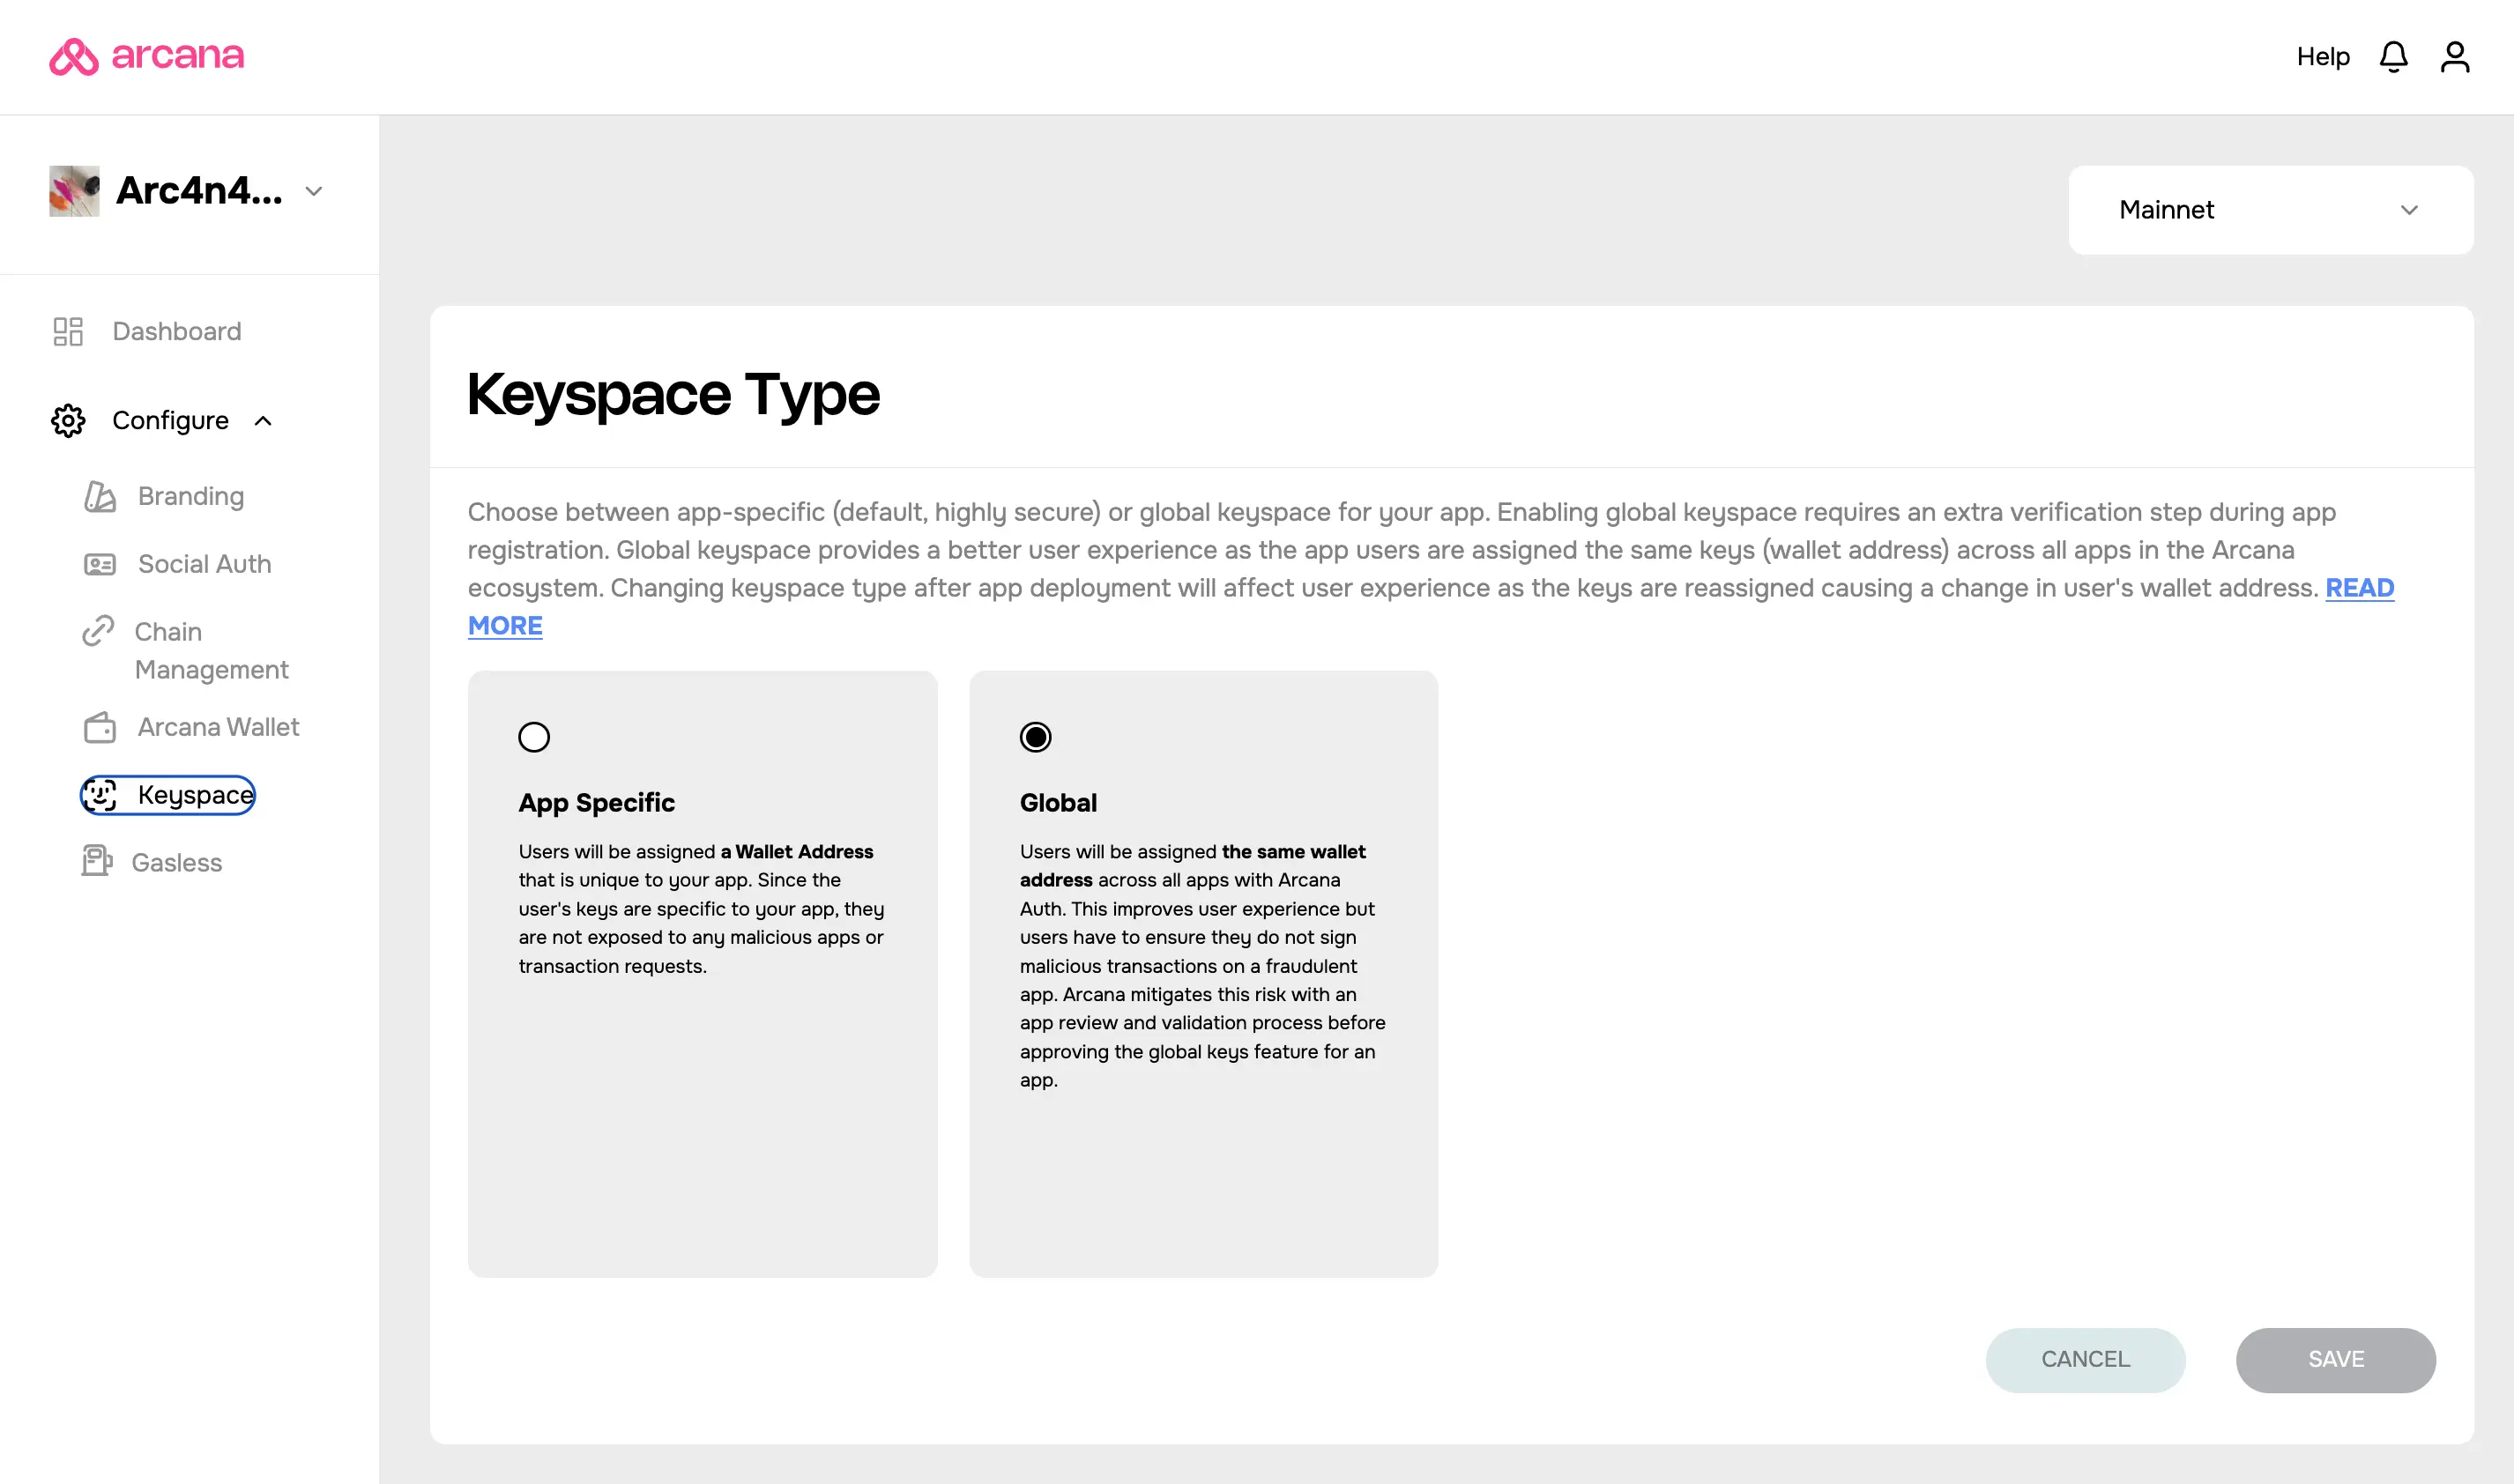 arcana
Help
Arc4n4...
Mainnet
Dashboard
Configure
Branding
Social Auth
Chain
Management
Arcana Wallet
Keyspace
Gasless
Keyspace Type
Choose between app-specific (default, highly secure) or global keyspace for your app. Enabling global keyspace requires an extra verification step during app
registration. Global keyspace provides a better user experience as the app users are assigned the same keys (wallet address) across all apps in the Arcana
ecosystem. Changing keyspace type after app deployment will affect user experience as the keys are reassigned causing a change in user's wallet address. READ
MORE
App Specific
Users will be assigned a Wallet Address
that is unique to your app. Since the
user's keys are specific to your app, they
are not exposed to any malicious apps or
transaction requests.
Global
Users will be assigned the same wallet
address across all apps with Arcana
Auth. This improves user experience but
users have to ensure they do not sign
malicious transactions on a fraudulent
app. Arcana mitigates this risk with an
app review and validation process before
approving the global keys feature for an
app.
CANCEL
SAVE